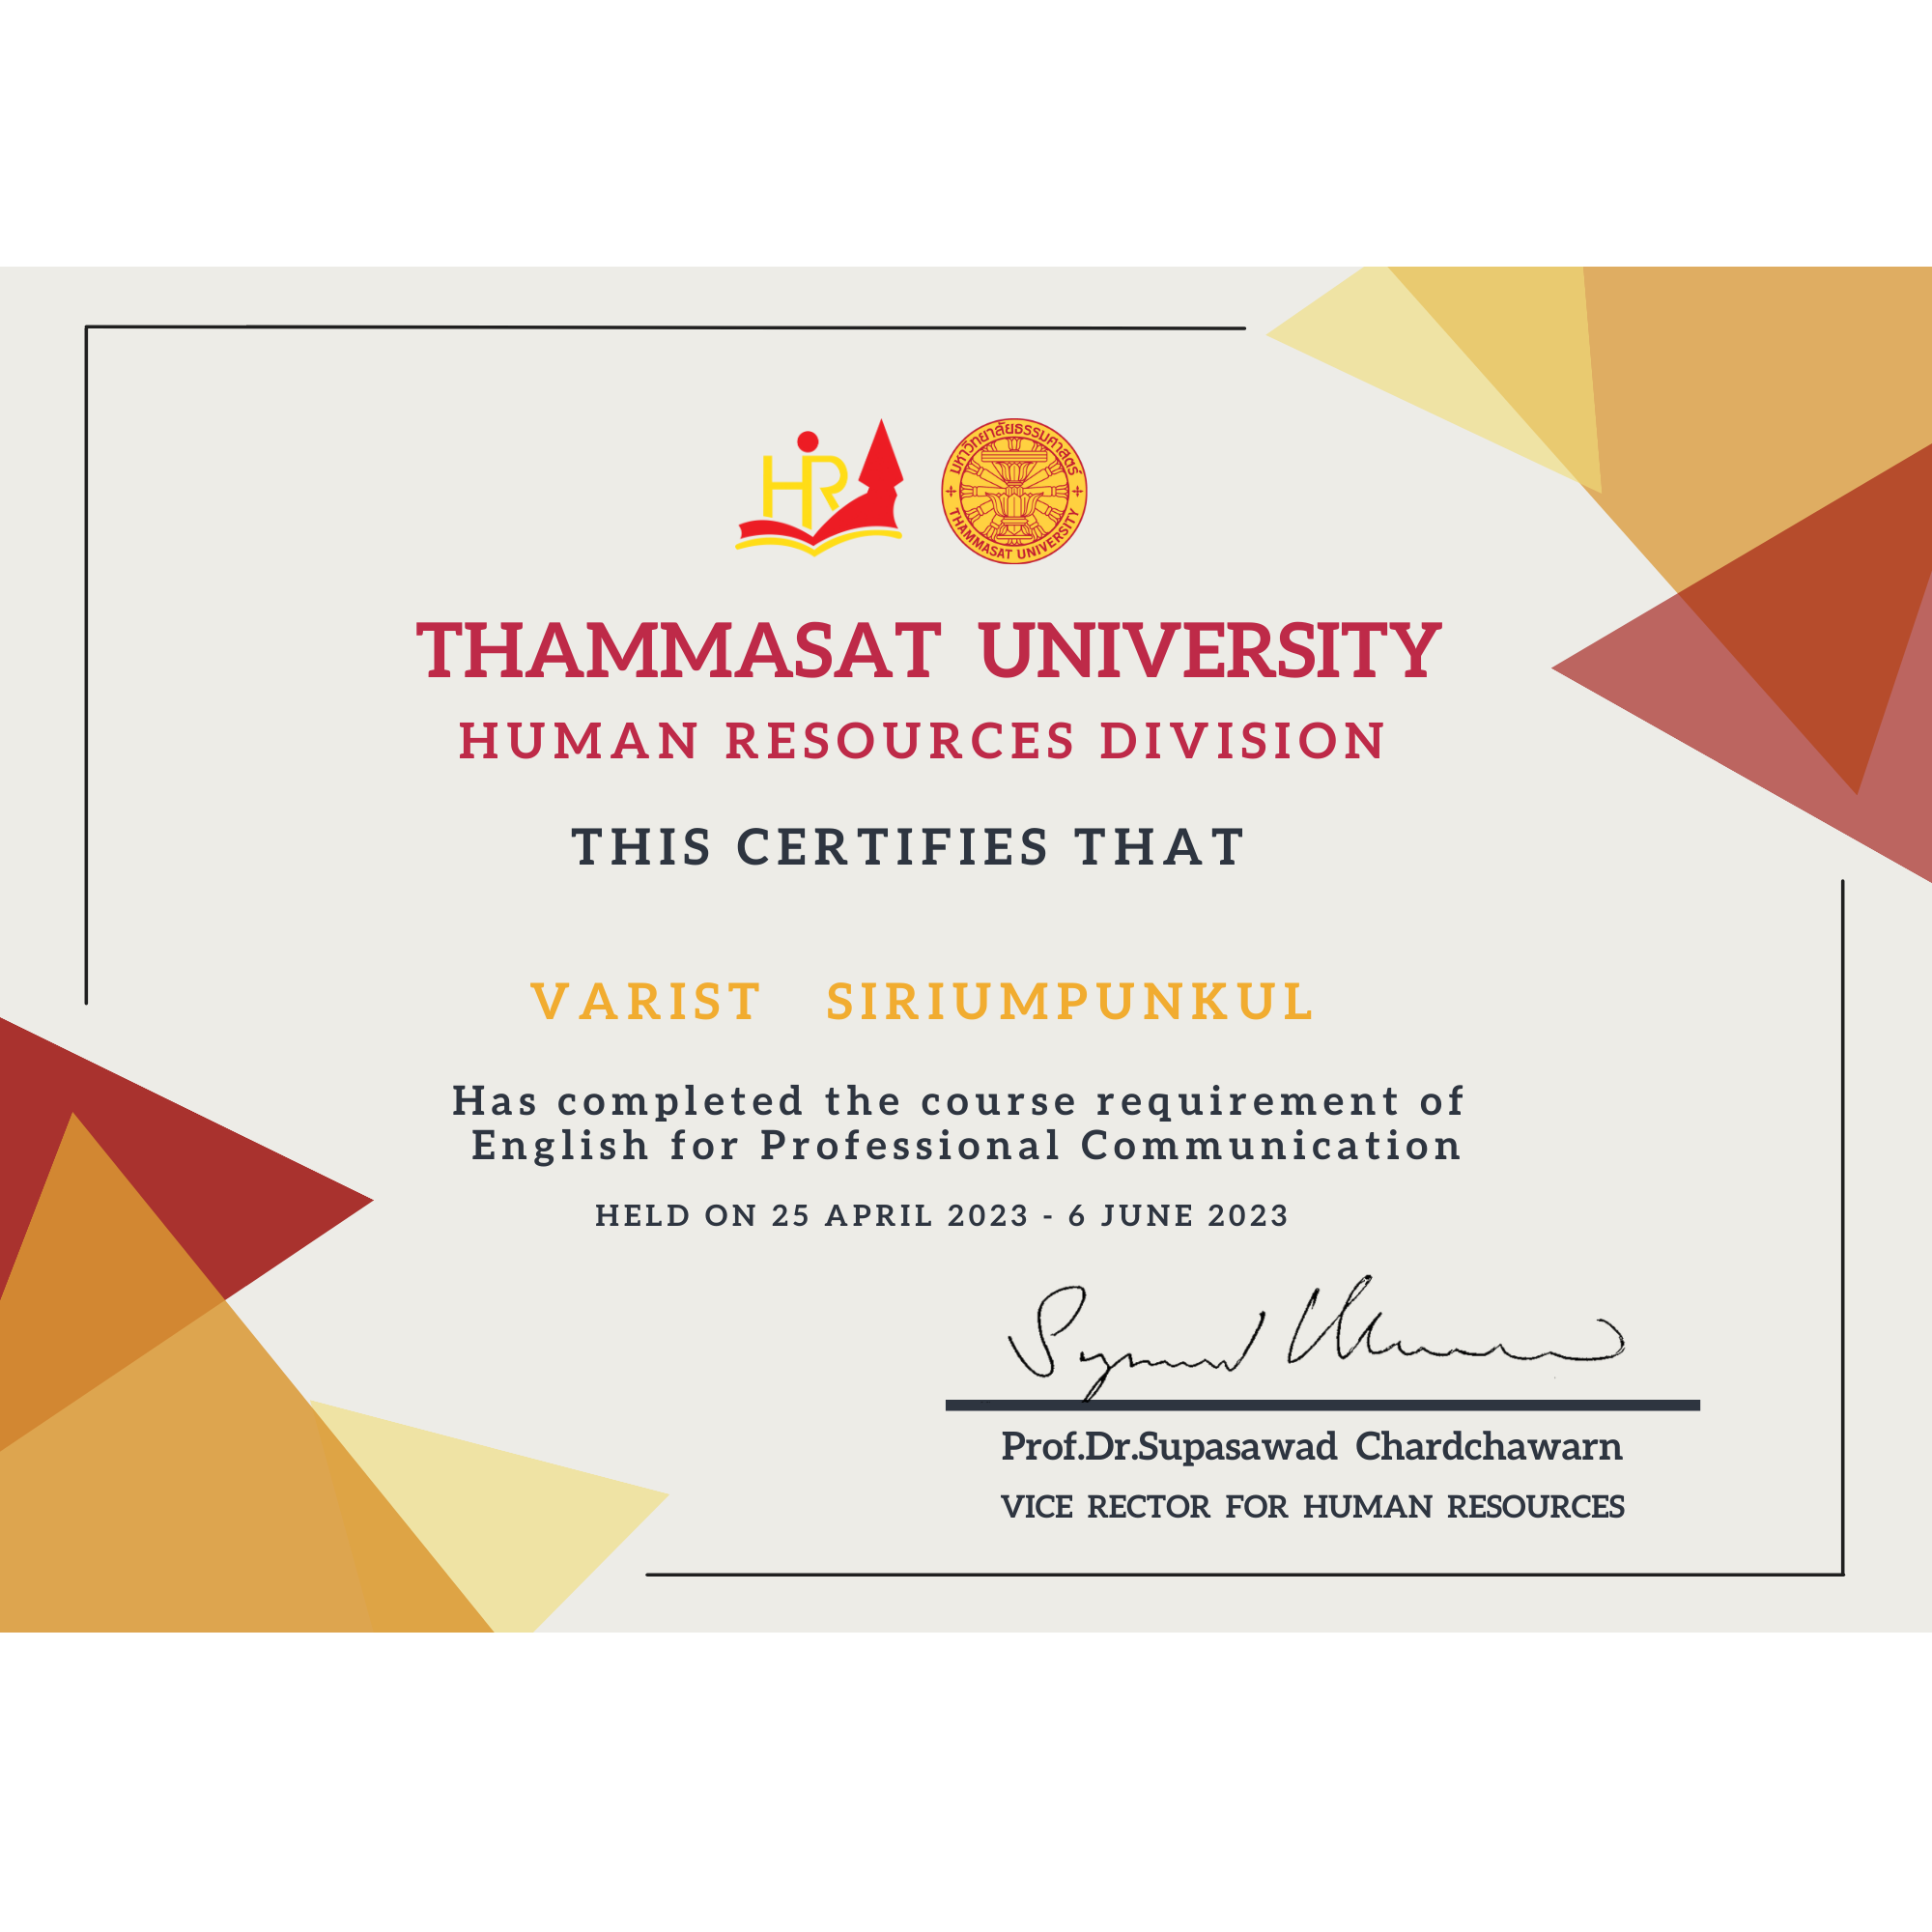 HR
มหาวิทยาลัยธรรมศาสตร์
THAMMASAT UNIVERSITY
THAMMASAT UNIVERSITY
HUMAN RESOURCES DIVISION
THIS CERTIFIES THAT
VARIST SIRIUMPUNKUL
Has completed the course requirement of
English for Professional Communication
HELD ON 25 APRIL 2023 - 6 JUNE 2023
Prof.Dr.Supasawad Chardchawarn
VICE RECTOR FOR HUMAN RESOURCES